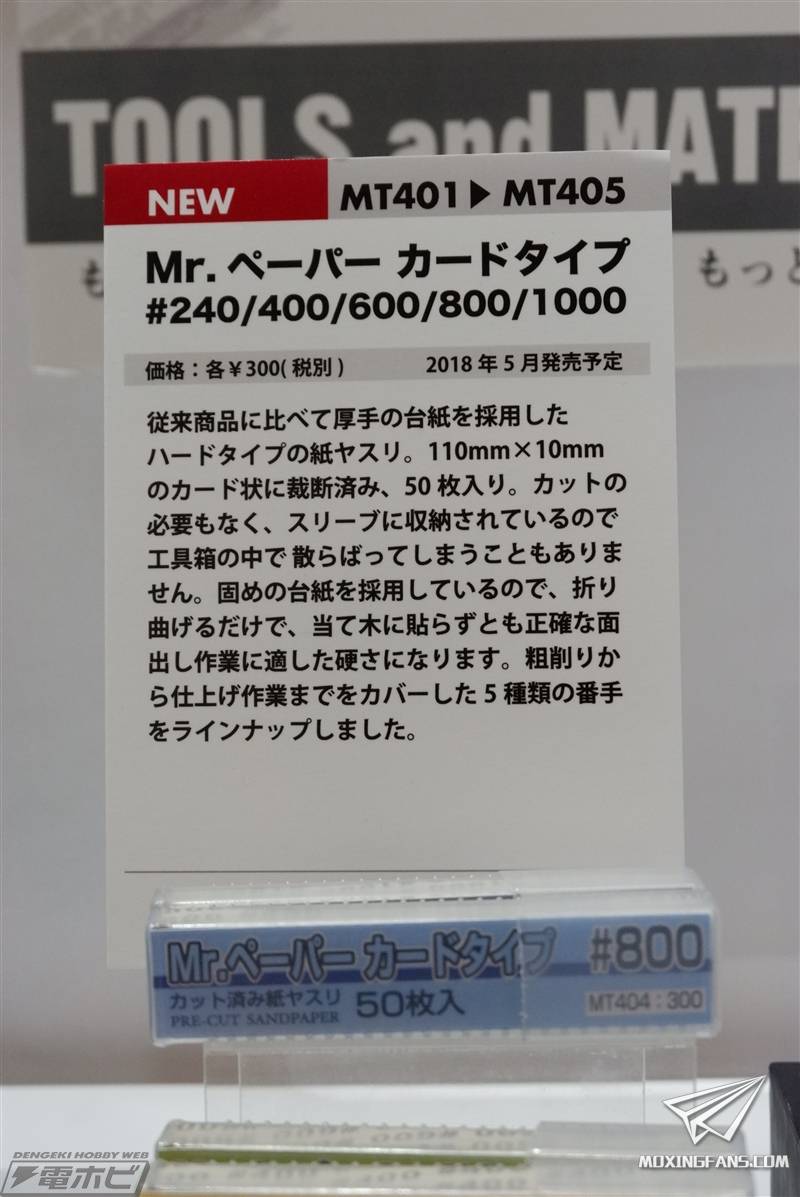 TOOLS and MATE
NEW
MT401▶MT405
も
もっと
Mr.ペーパー カードタイプ
#240/400/600/800/1000
価格：各￥300(税別)
2018年5月発売予定
従来商品に比べて厚手の台紙を採用した
ハードタイプの紙ヤスリ。110mm×10mm
のカード状に裁断済み、50枚入り。カットの
必要もなく、スリーブに収納されているので
工具箱の中で散らばってしまうこともありま
せん。固めの台紙を採用しているので、折り
曲げるだけで、当て木に貼らずとも正確な面
出し作業に適した硬さになります。粗削りか
ら仕上げ作業までをカバーした5種類の番手
をラインナップしました。
Mr.ペーパー カードタイプ #800
カット済み紙ヤスリ 50枚入
PRE-CUT SANDPAPER
MT404：300
DENGEKI HOBBY WEB
電ホビ
MOXINGFANS.COM